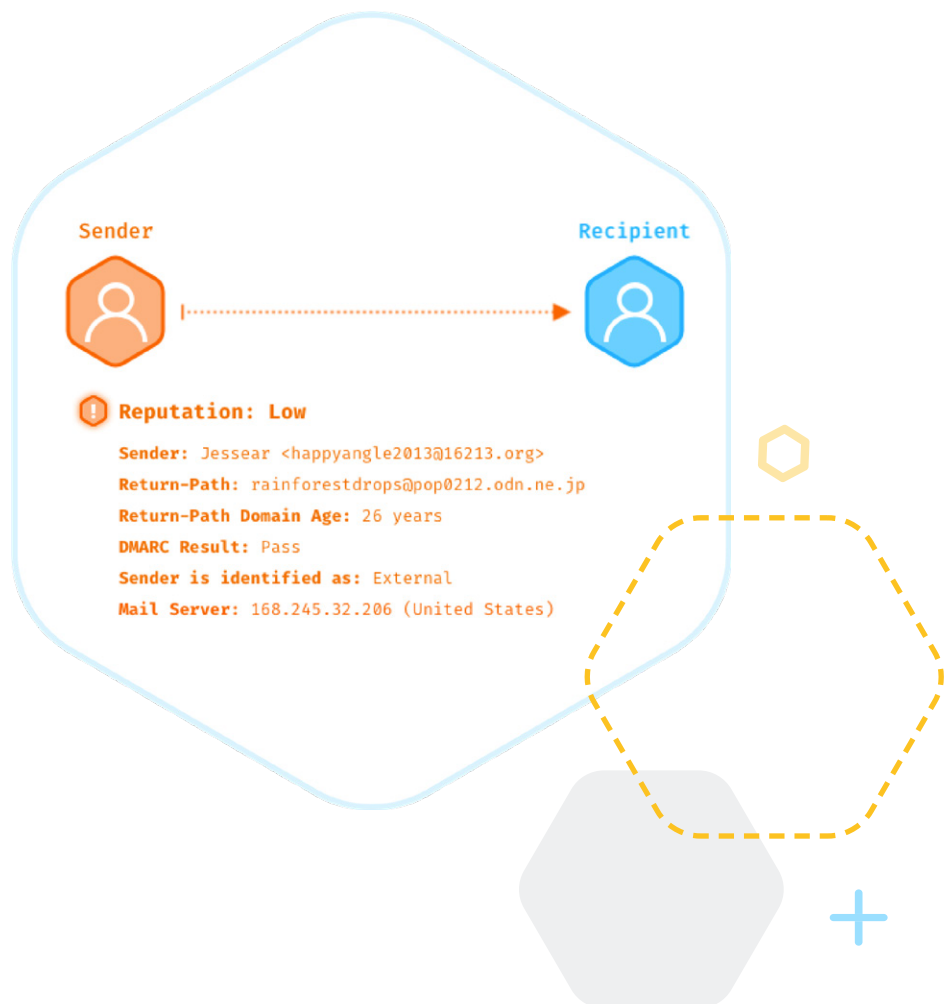 Sender
Recipient
! Reputation: Low
Sender: Jessear <happyangle2013@16213.org>
Return-Path: rainforestdrops@pop0212.odn.ne.jp
Return-Path Domain Age: 26 years
DMARC Result: Pass
Sender is identified as: External
Mail Server: 168.245.32.206 (United States)